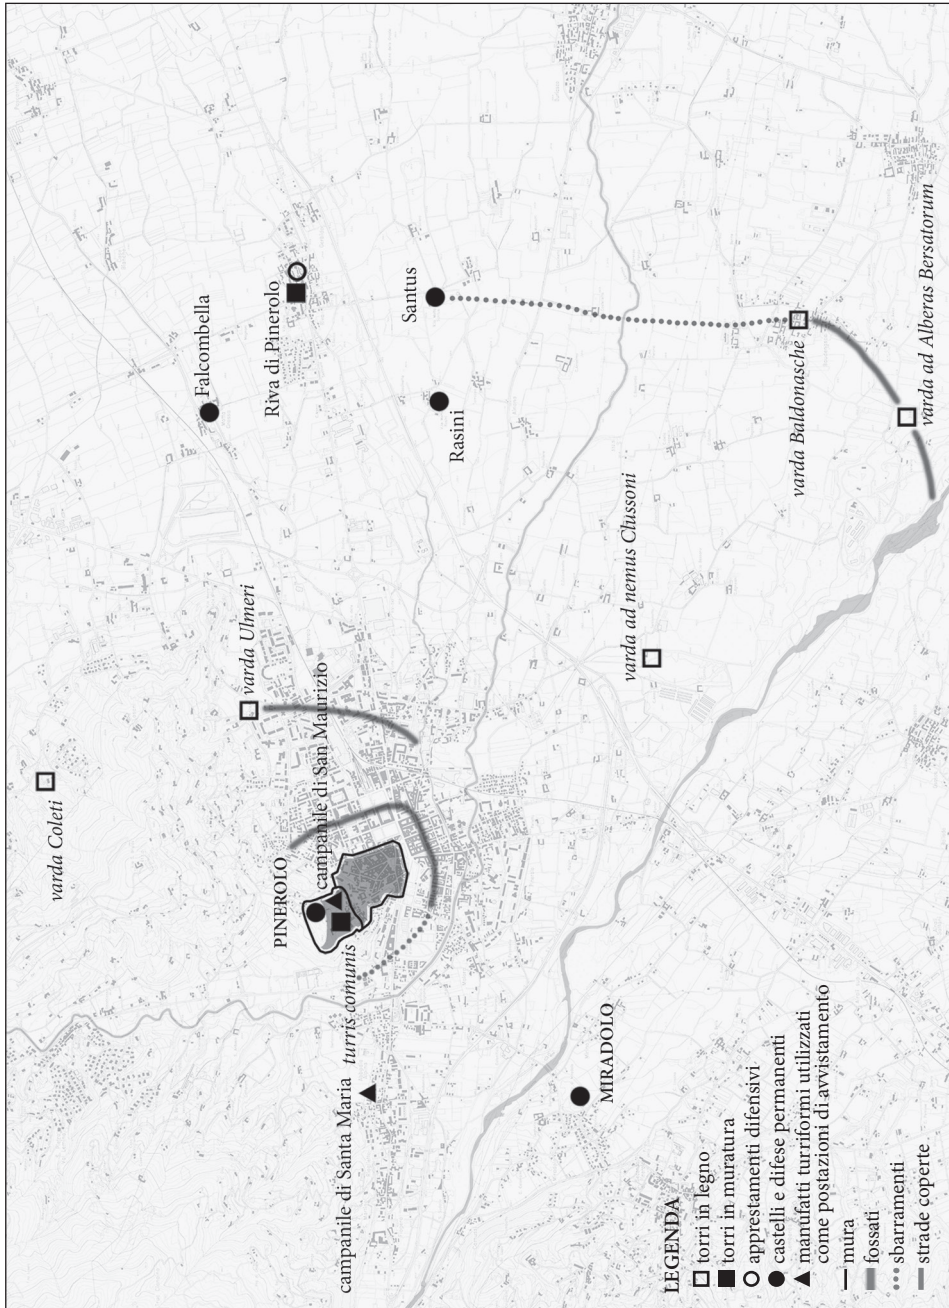 varda Coleti
varda Ulmeri
Falcombella
Riva di Pinerolo
PINEROLO
campanile di San Maurizio
turris comunis
campanile di Santa Maria
Santus
Rasini
varda ad nemus Clussoni
varda Baldonasche
varda ad Alberas Bersatorum
MIRADOLO
LEGENDA
torri in legno
torri in muratura
apprestamenti difensivi
castelli e difese permanenti
manufatti turriformi utilizzati
come postazioni di avvistamento
mura
fossati
sbarramenti
strade coperte